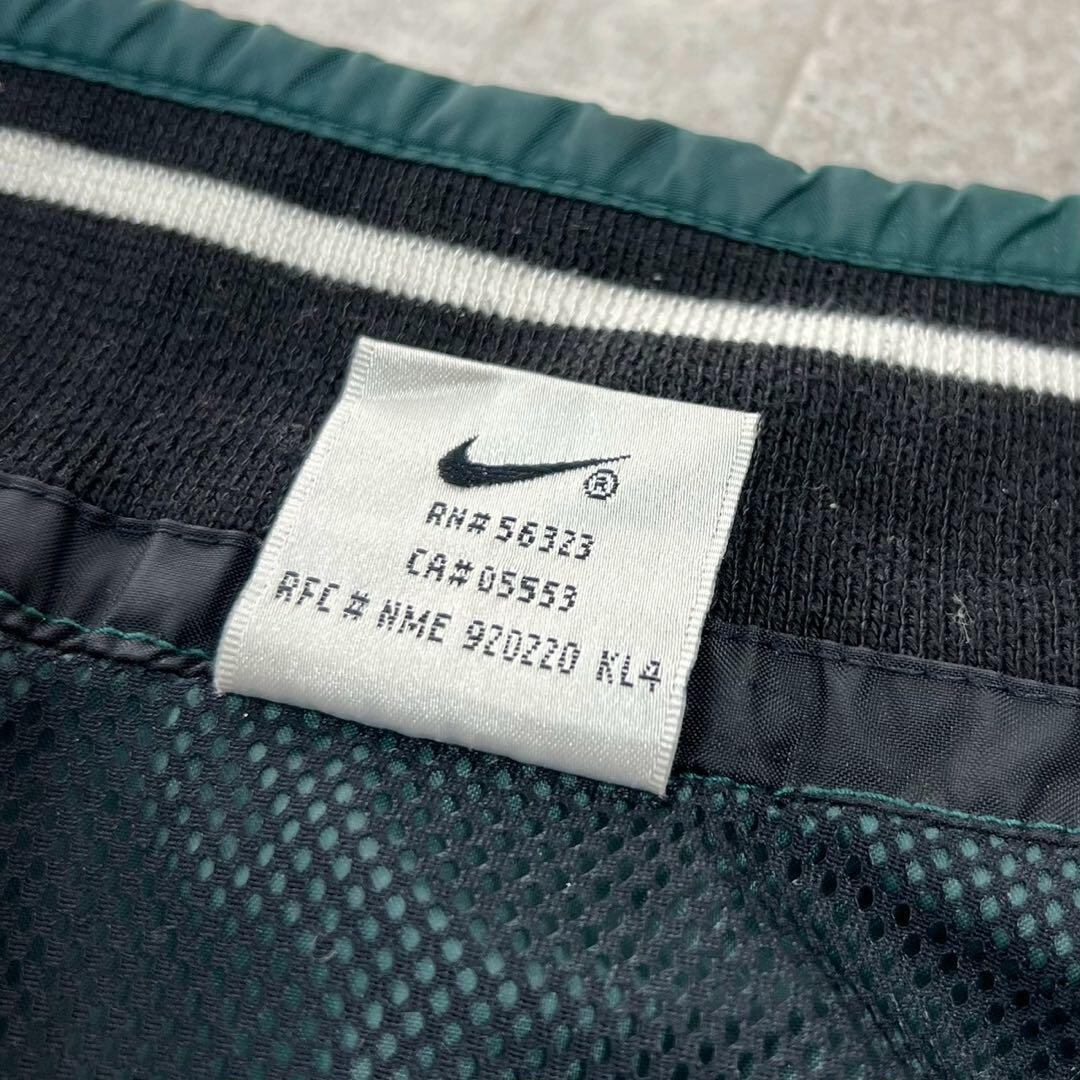 ®
RN# 56323
CA# 05553
RFC # NME 920220 KL4